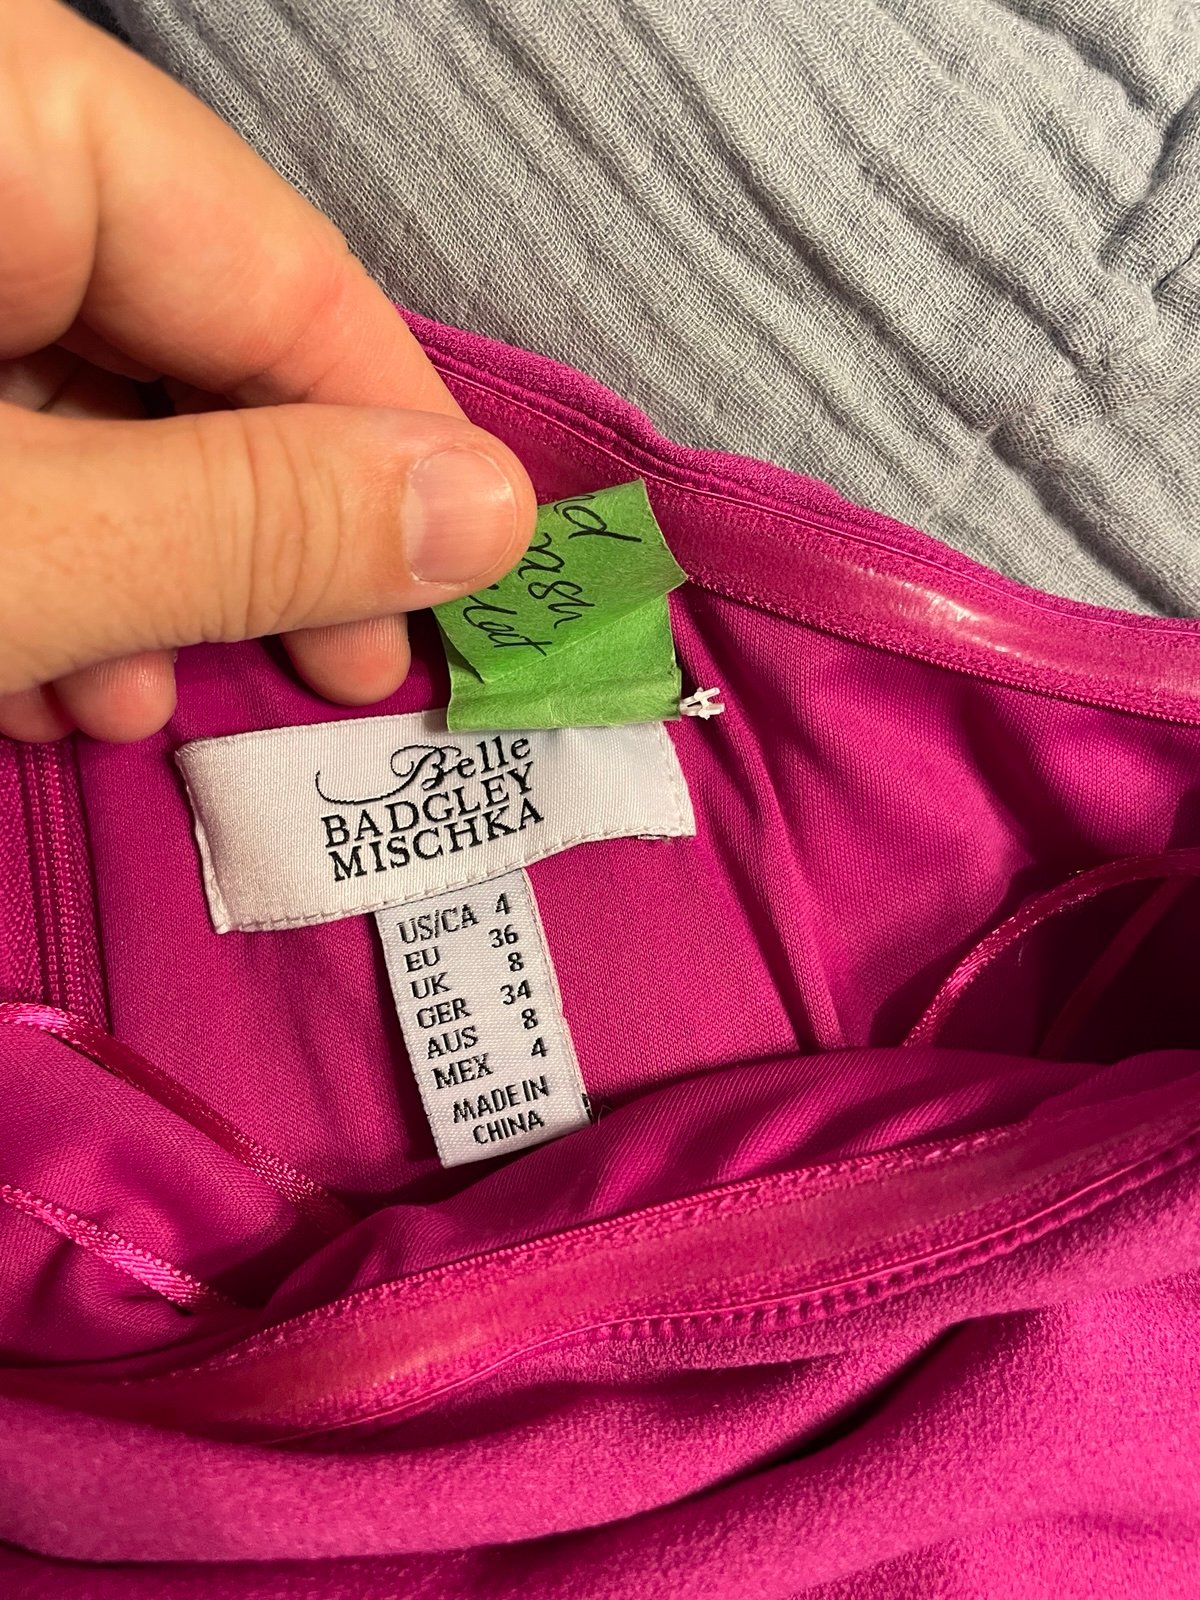 Belle
BADGLEY
MISCHKA
US/CA 4
EU 36
UK 8
GER 34
AUS 8
MEX 4
MADE IN
CHINA